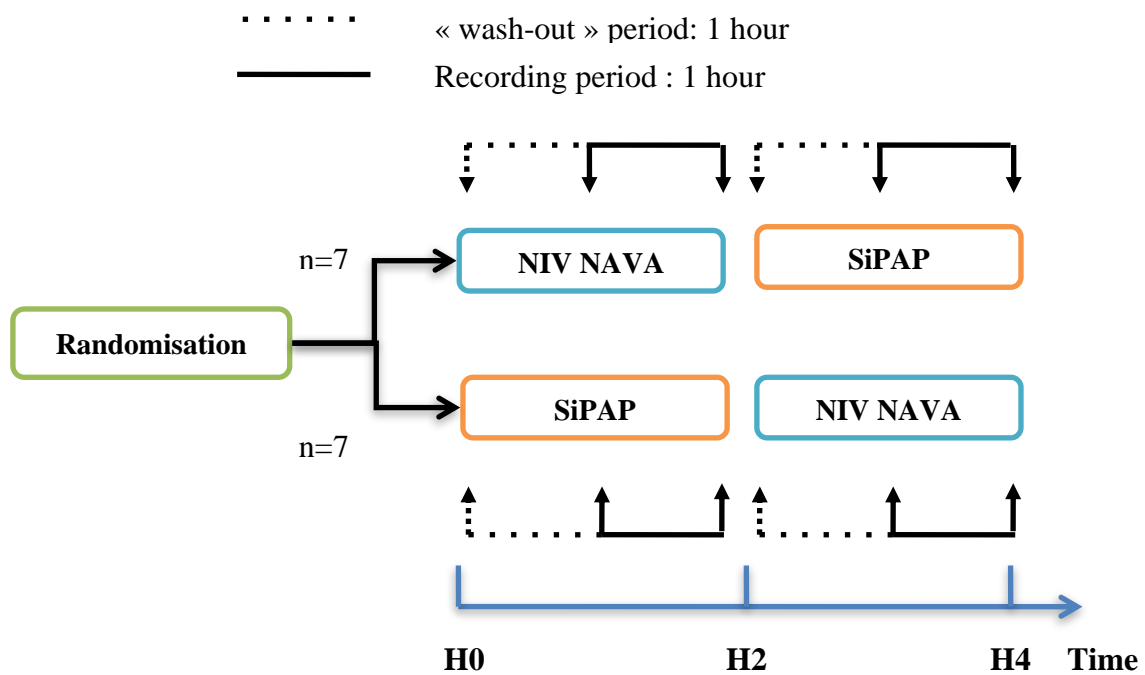 « wash-out » period: 1 hour
Recording period : 1 hour
n=7
NIV NAVA
SiPAP
Randomisation
SiPAP
NIV NAVA
n=7
H0
H2
H4
Time